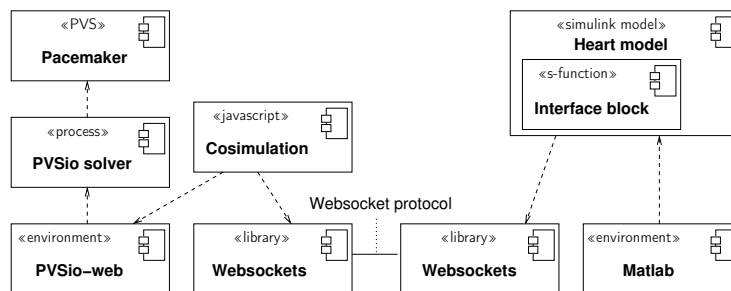 «PVS»
Pacemaker
«simulink model»
Heart model
«s-function»
Interface block
«process»
PVSio solver
«javascript»
Cosimulation
Websocket protocol
«environment»
PVSio-web
«library»
Websockets
«library»
Websockets
«environment»
Matlab